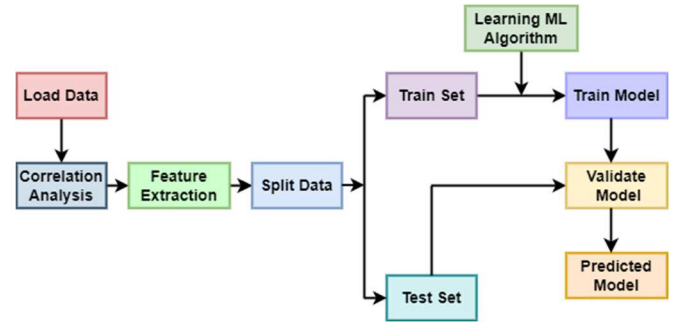 Learning ML
Algorithm
Load Data
Train Set
Train Model
Correlation
Analysis
Feature
Extraction
Split Data
Validate
Model
Test Set
Predicted
Model